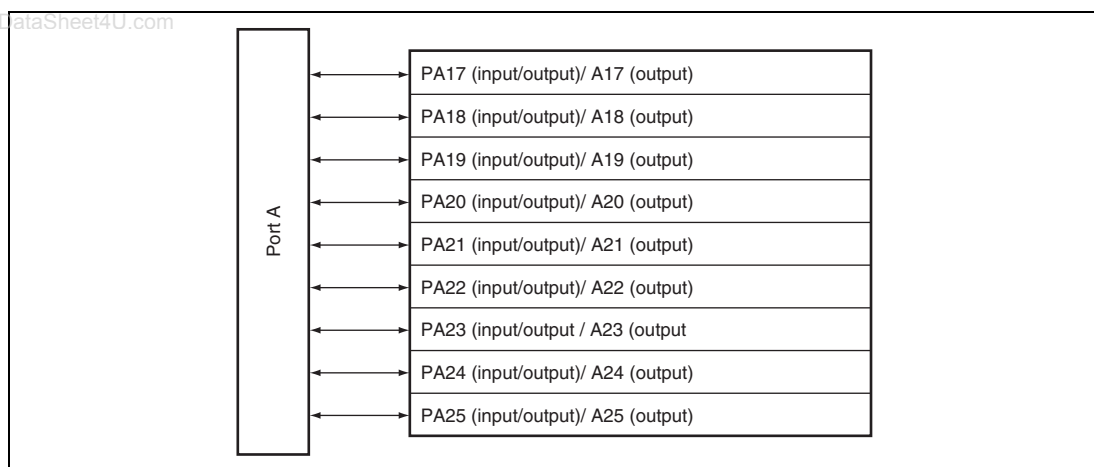 DataSheet4U.com
Port A
PA17 (input/output)/ A17 (output)
PA18 (input/output)/ A18 (output)
PA19 (input/output)/ A19 (output)
PA20 (input/output)/ A20 (output)
PA21 (input/output)/ A21 (output)
PA22 (input/output)/ A22 (output)
PA23 (input/output / A23 (output
PA24 (input/output)/ A24 (output)
PA25 (input/output)/ A25 (output)